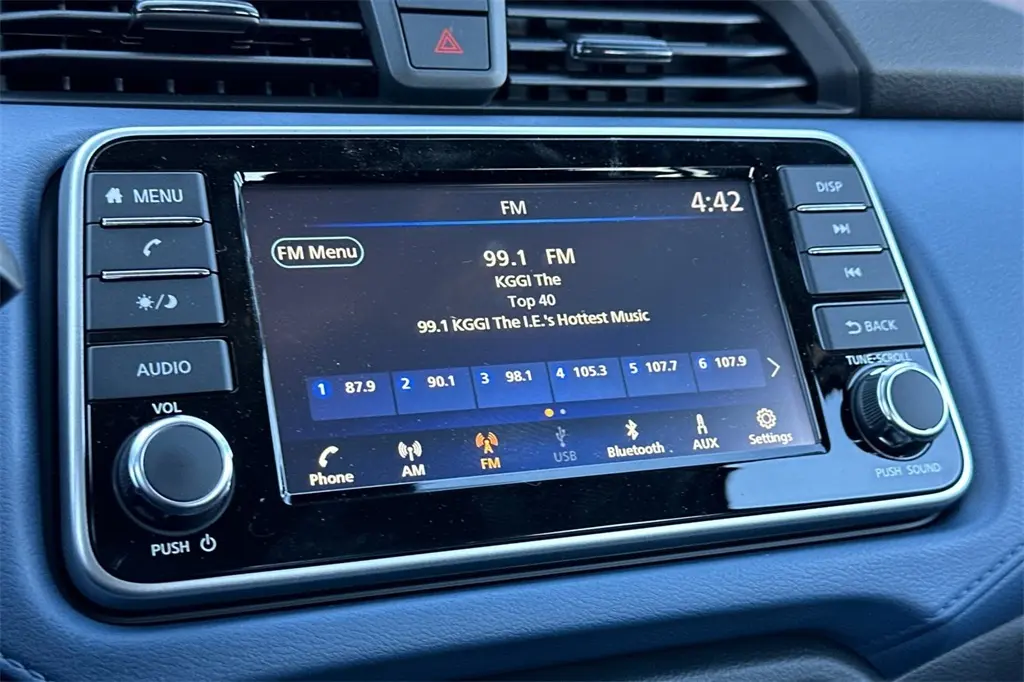 MENU
AUDIO
VOL
PUSH
FM
4:42
FM Menu
99.1 FM
KGGI The
Top 40
99.1 KGGI The I.E.'s Hottest Music
1 87.9
2 90.1
3 98.1
4 105.3
5 107.7
6 107.9
Phone
AM
FM
USB
Bluetooth
AUX
Settings
DISP
BACK
TUNE·SCROLL
PUSH SOUND